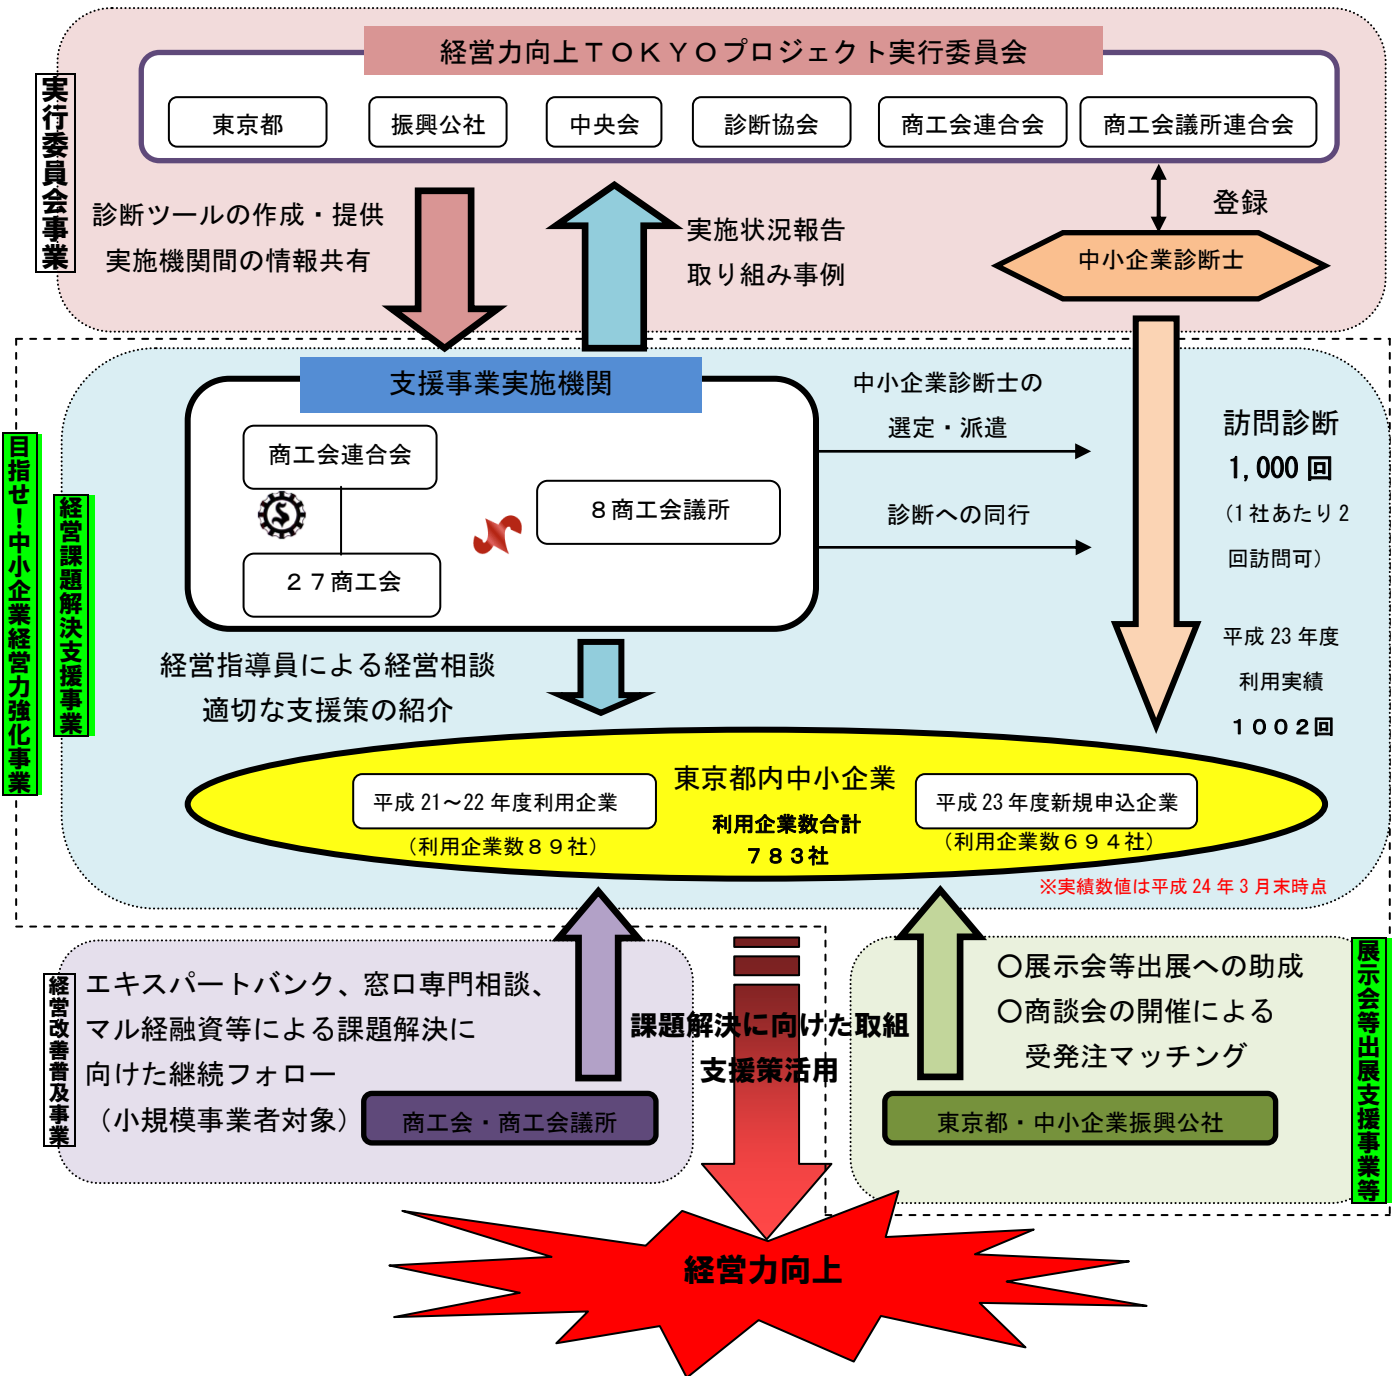 経営力向上ＴＯＫＹＯプロジェクト実行委員会
東京都
振興公社
中央会
診断協会
商工会連合会
商工会議所連合会
実行委員会事業
診断ツールの作成・提供
実施機関間の情報共有
実施状況報告
取り組み事例
登録
中小企業診断士
目指せ！中小企業経営力強化事業
経営課題解決支援事業
支援事業実施機関
商工会連合会
２７商工会
８商工会議所
中小企業診断士の
選定・派遣
診断への同行
訪問診断
1,000 回
（1 社あたり 2
回訪問可）
平成 23 年度
利用実績
１００２回
経営指導員による経営相談
適切な支援策の紹介
東京都内中小企業
平成 21～22 年度利用企業
（利用企業数８９社）
利用企業数合計
７８３社
平成 23 年度新規申込企業
（利用企業数６９４社）
※実績数値は平成 24 年 3 月末時点
経営改善普及事業
エキスパートバンク、窓口専門相談、
マル経融資等による課題解決に
向けた継続フォロー
（小規模事業者対象）
商工会・商工会議所
課題解決に向けた取組
支援策活用
○展示会等出展への助成
○商談会の開催による
受発注マッチング
東京都・中小企業振興公社
展示会等出展支援事業等
経営力向上